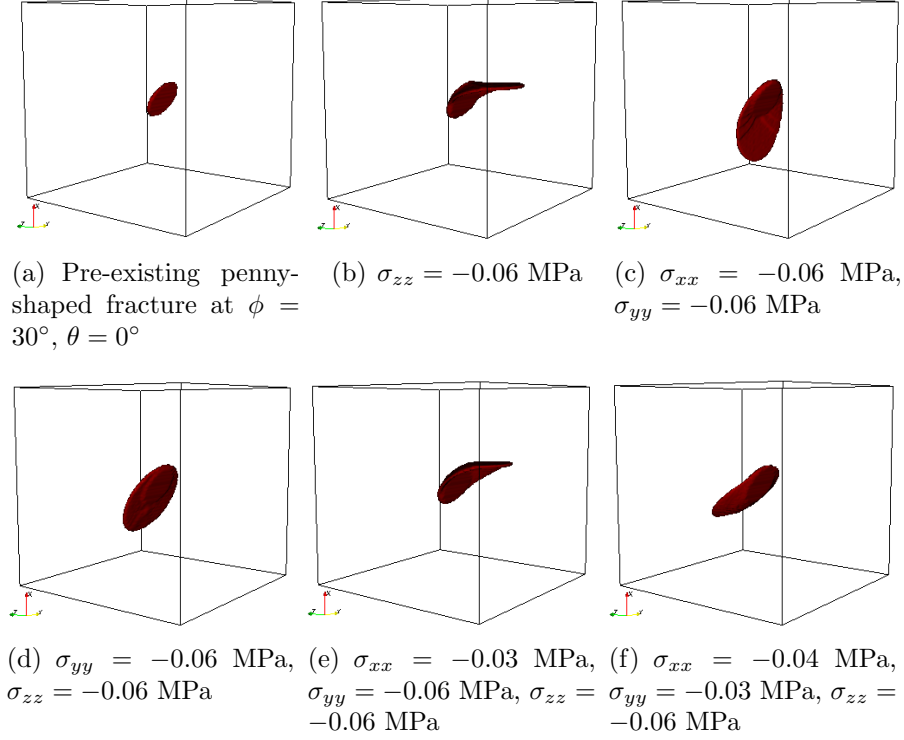 (a) Pre-existing penny-
shaped fracture at ϕ =
30°, θ = 0°
(b) σzz = −0.06 MPa
(c) σxx = −0.06 MPa,
σyy = −0.06 MPa
(d) σyy = −0.06 MPa,
σzz = −0.06 MPa
(e) σxx = −0.03 MPa,
σyy = −0.06 MPa, σzz =
−0.06 MPa
(f) σxx = −0.04 MPa,
σyy = −0.03 MPa, σzz =
−0.06 MPa